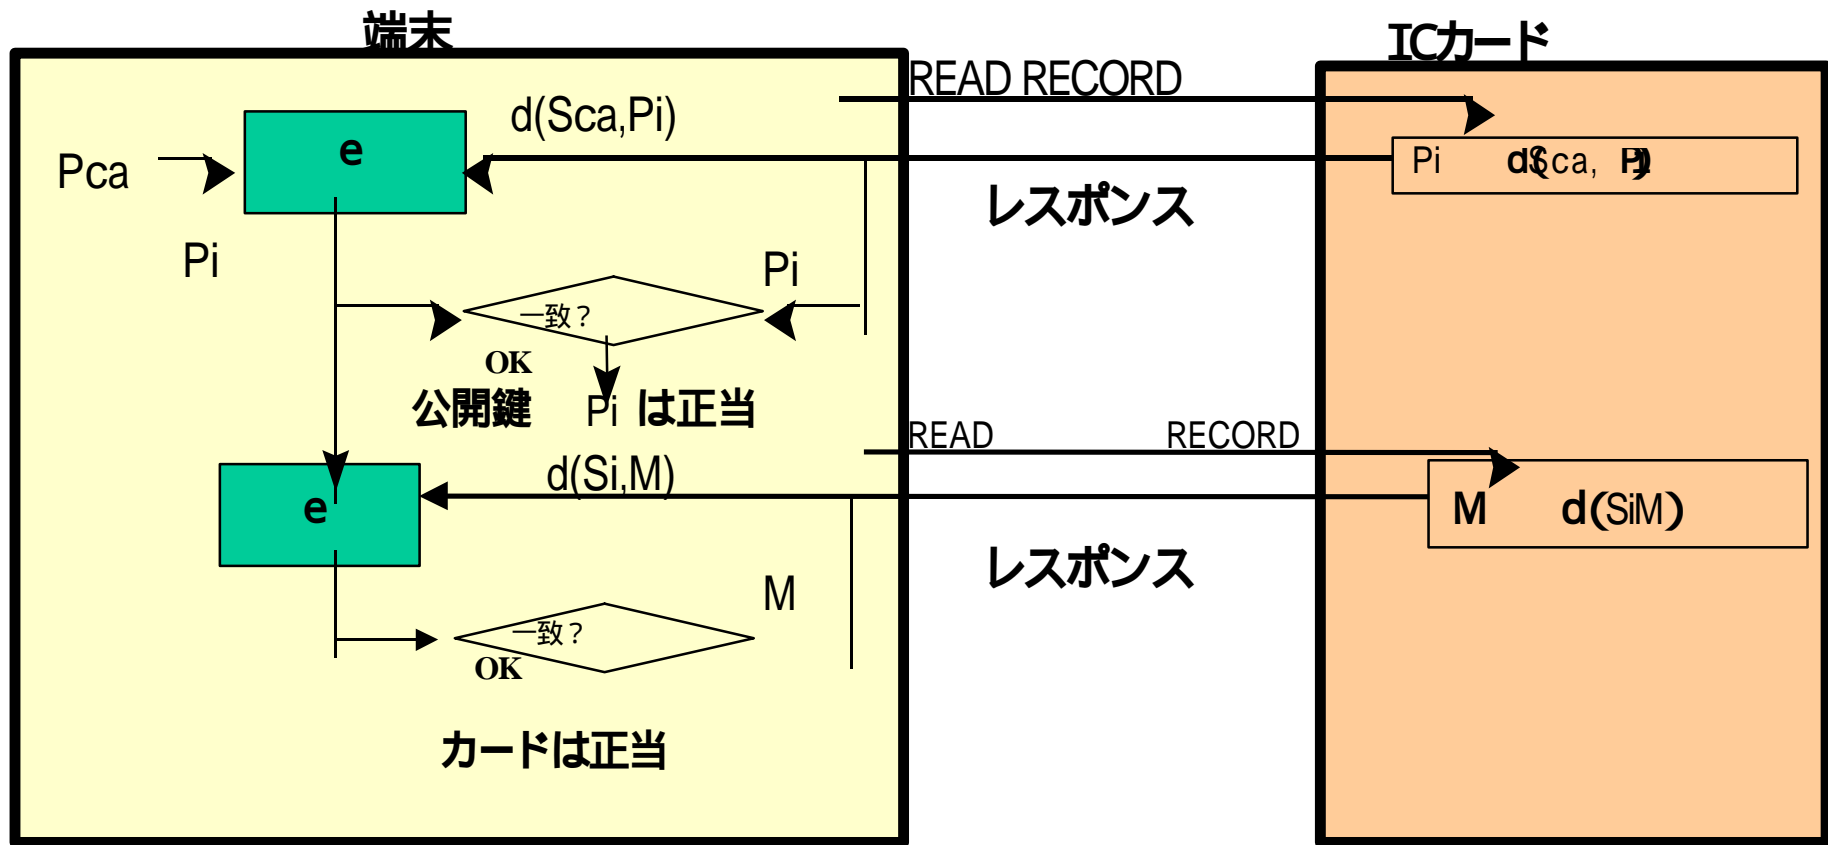 端末
ICカード
READ RECORD
d(Sca,Pi)
e
Pca
Pi d(Sca, Pi)
レスポンス
Pi
Pi
一致？
OK
公開鍵 Pi は正当
READ RECORD
d(Si,M)
e
M d(SiM)
レスポンス
M
一致？
OK
カードは正当